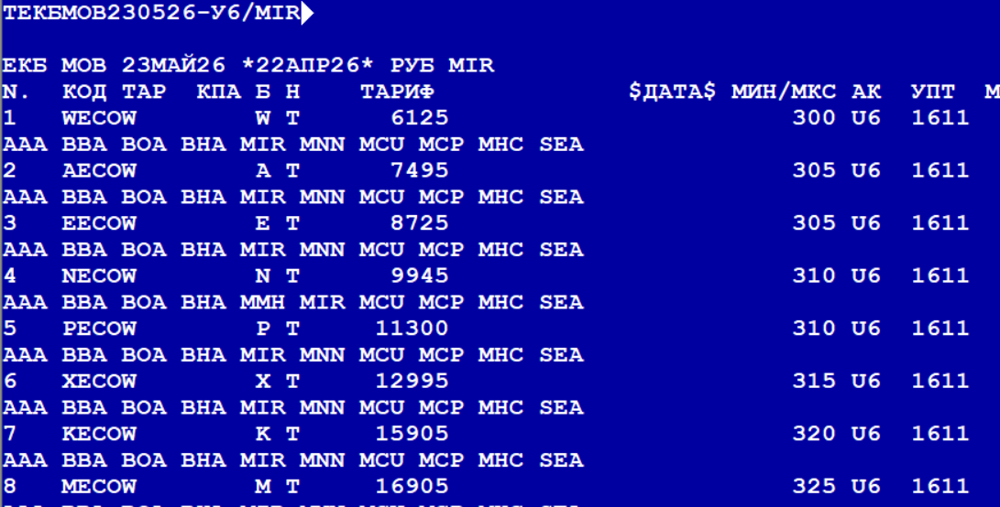 ТЕКБМОВ230526-У6/MIR
ЕКБ МОВ 23МАЙ26 *22АПР26* РУБ MIR
N. КОД ТАР КПА Б Н ТАРИФ $ДАТА$ МИН/МКС АК УПТ М
1 WECOW W T 6125 300 U6 1611
AAA BBA BOA BHA MIR MNN MCU MCP MHC SEA
2 AECOW A T 7495 305 U6 1611
AAA BBA BOA BHA MIR MNN MCU MCP MHC SEA
3 EECOW E T 8725 305 U6 1611
AAA BBA BOA BHA MIR MNN MCU MCP MHC SEA
4 NECOW N T 9945 310 U6 1611
AAA BBA BOA BHA MMH MIR MCU MCP MHC SEA
5 PECOW P T 11300 310 U6 1611
AAA BBA BOA BHA MIR MNN MCU MCP MHC SEA
6 XECOW X T 12995 315 U6 1611
AAA BBA BOA BHA MIR MNN MCU MCP MHC SEA
7 KECOW K T 15905 320 U6 1611
AAA BBA BOA BHA MIR MNN MCU MCP MHC SEA
8 MECOW M T 16905 325 U6 1611